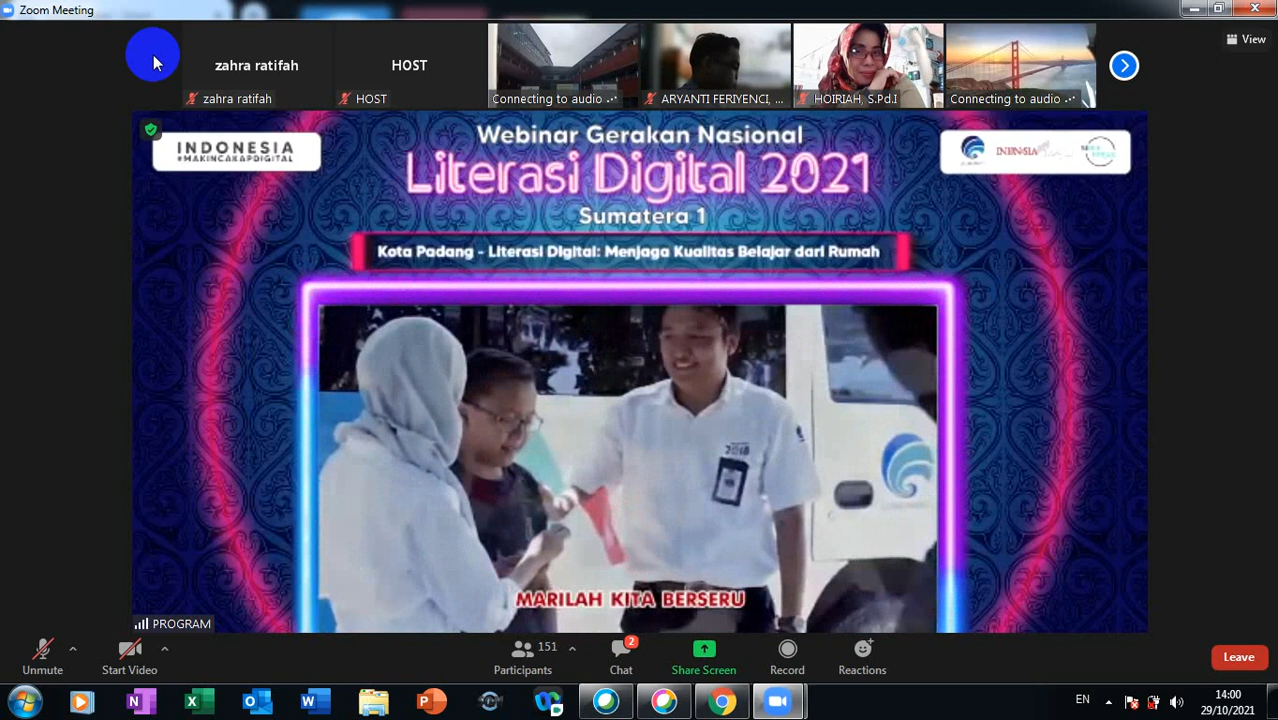 Zoom Meeting
View
zahra ratifah
HOST
zahra ratifah
HOST
Connecting to audio
ARYANTI FERIYENCI, ...
HOIRIAH, S.Pd.I
Connecting to audio
INDONESIA
#MAKINCAKAPDIGITAL
Webinar Gerakan Nasional
Literasi Digital 2021
Sumatera 1
Kota Padang - Literasi Digital: Menjaga Kualitas Belajar dari Rumah
2018
MARILAH KITA BERSERU
PROGRAM
Unmute
Start Video
151
Participants
2
Chat
Share Screen
Record
Reactions
Leave
EN
14:00
29/10/2021